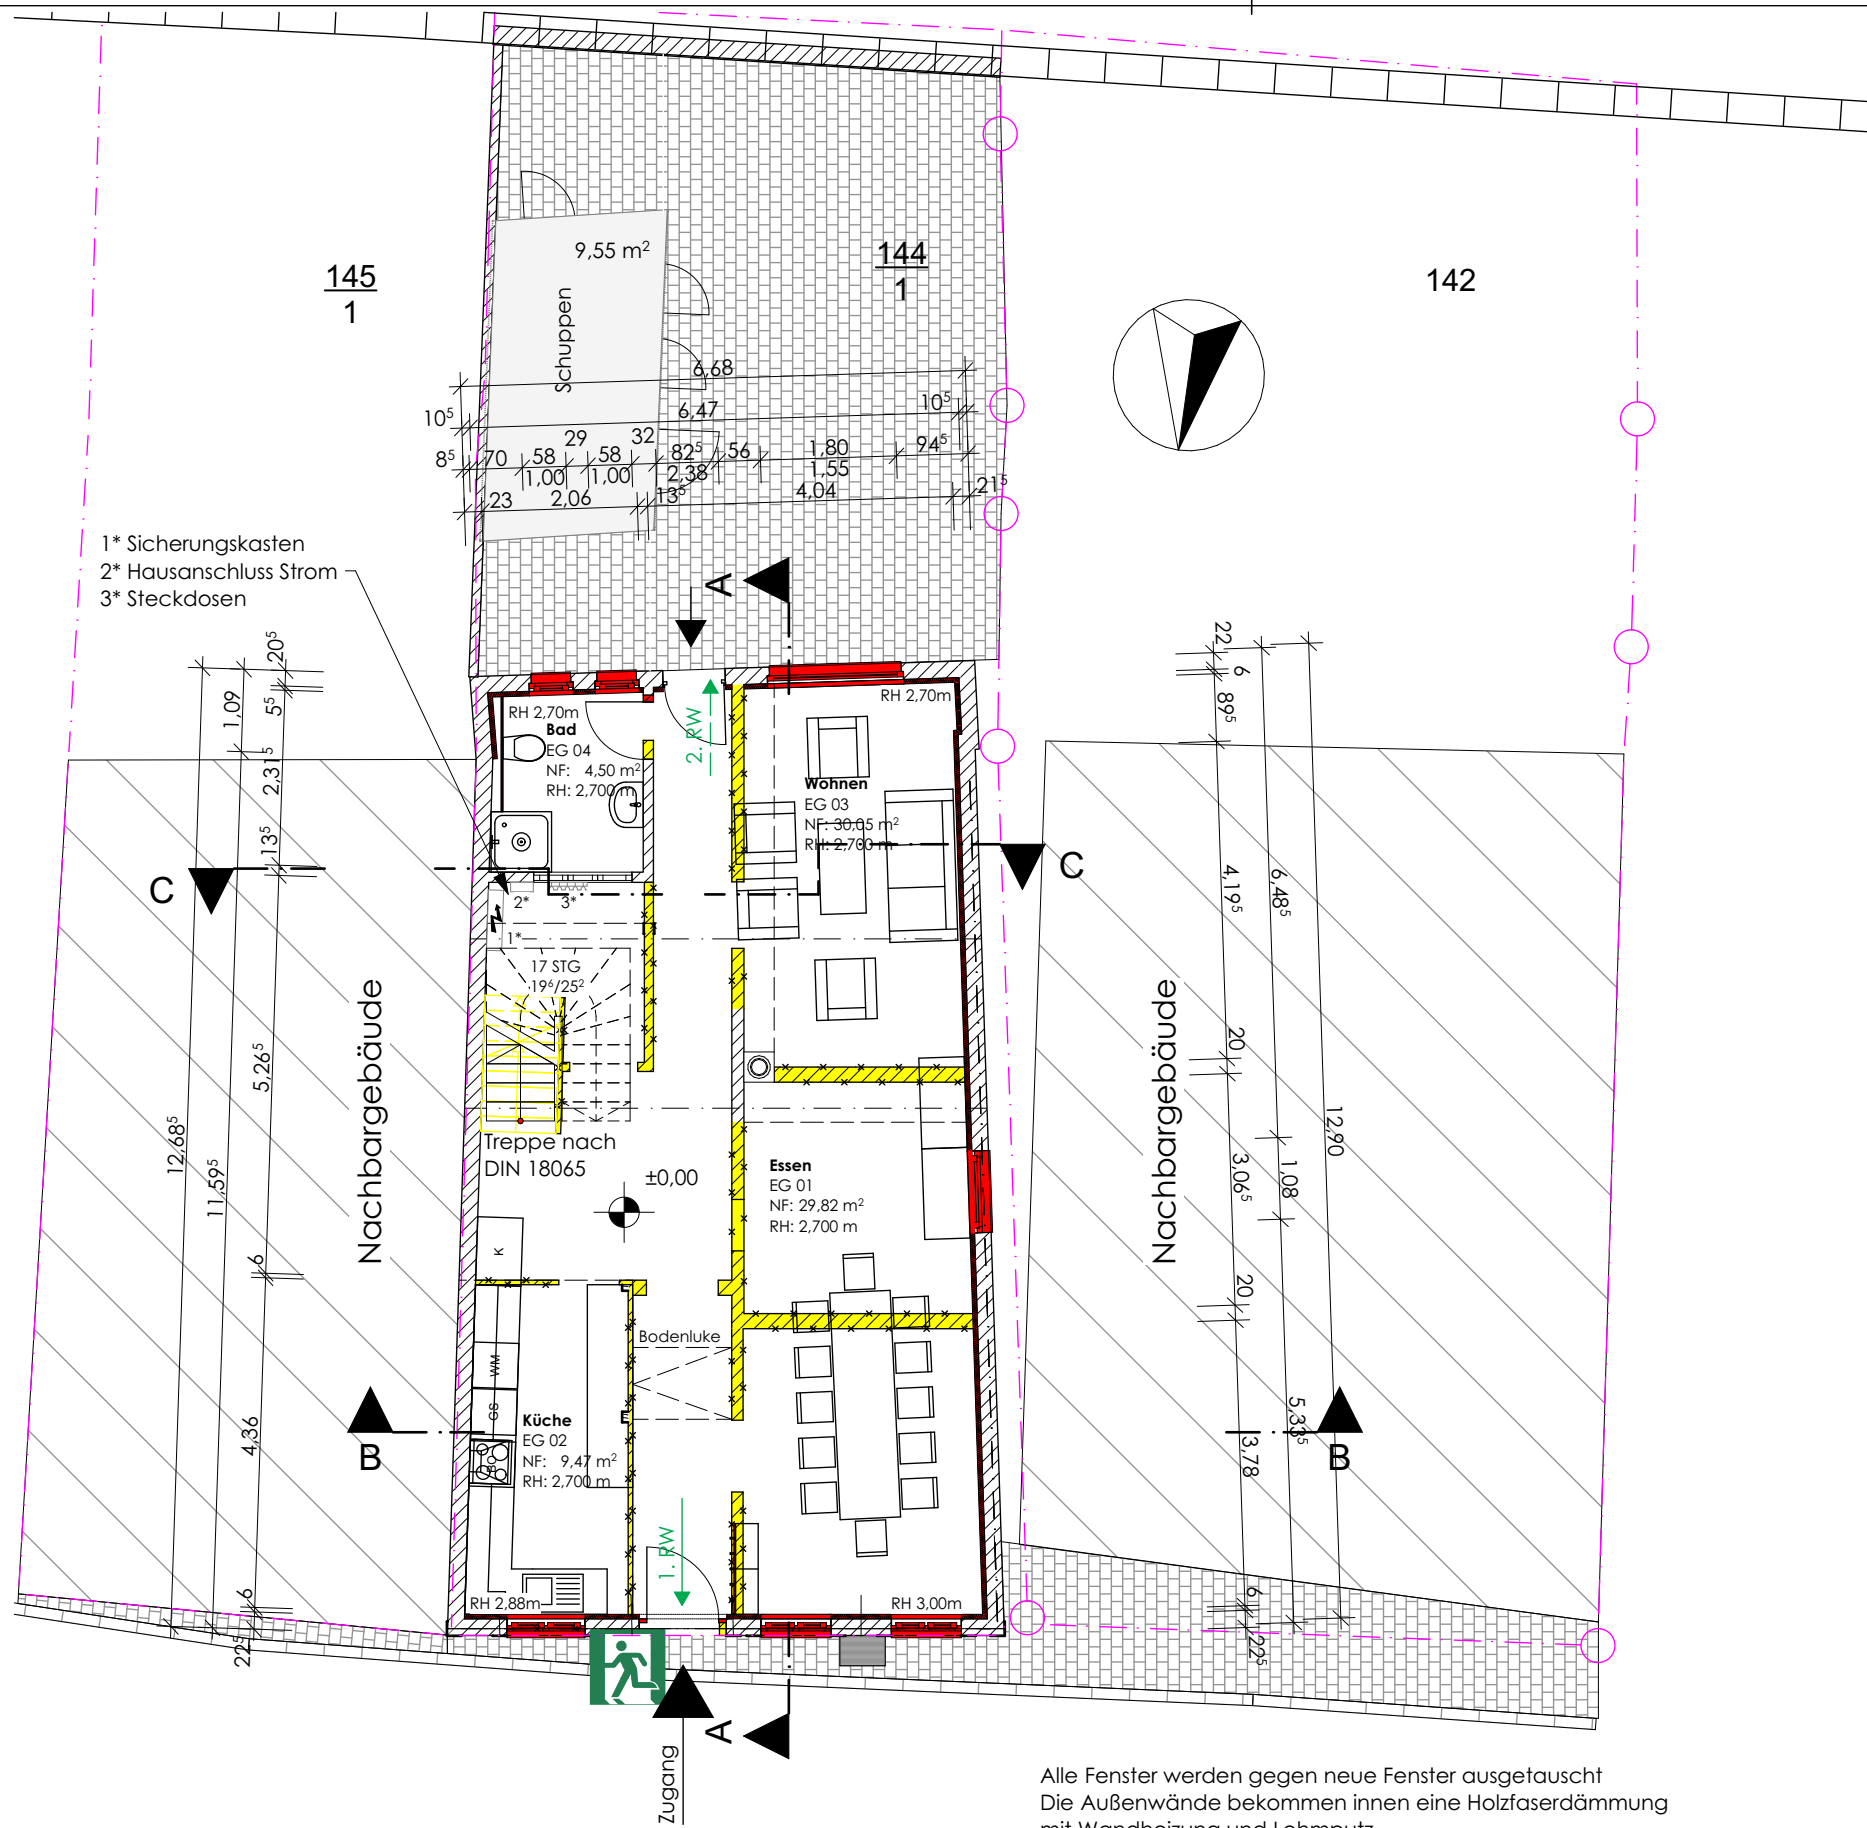 145
1
144
1
142
9,55 m²
Schuppen
6,68
10⁵
6,47
10⁵
8⁵
70
58
29
58
32
82⁵
56
1,80
94⁵
1,00
1,00
2,38
1,55
23
2,06
13⁵
4,04
21⁵
1* Sicherungskasten
2* Hausanschluss Strom
3* Steckdosen
A
20⁵
5⁵
1,09
2,31⁵
13⁵
5,26⁵
12,68⁵
11,59⁵
6
4,36
6
22⁵
22
6
89⁵
4,19⁵
6,48⁵
20
12,90
3,06⁵
1,08
20
5,33⁵
3,78
6
22⁵
RH 2,70m
Bad
EG 04
NF: 4,50 m²
RH: 2,700 m
2. RW
RH 2,70m
Wohnen
EG 03
NF: 30,05 m²
RH: 2,700 m
C
C
2*
3*
1*
17 STG
19⁶/25²
Nachbargebäude
Nachbargebäude
Treppe nach
DIN 18065
±0,00
Essen
EG 01
NF: 29,82 m²
RH: 2,700 m
K
WM
GS
Bodenluke
Küche
EG 02
NF: 9,47 m²
RH: 2,700 m
B
B
1. RW
RH 2,88m
RH 3,00m
A
Zugang
Alle Fenster werden gegen neue Fenster ausgetauscht
Die Außenwände bekommen innen eine Holzfaserdämmung
mit Wandheizung und Lehmputz